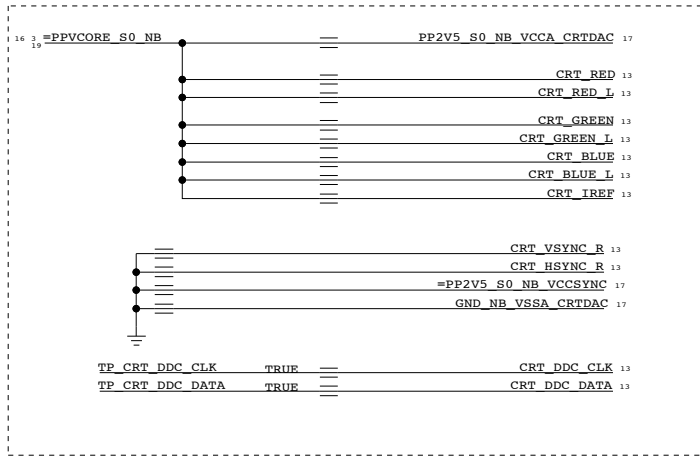 16 3 =PPVCORE_S0_NB PP2V5_S0_NB_VCCA_CRTDAC 17
19
CRT_RED 13
CRT_RED_L 13
CRT_GREEN 13
CRT_GREEN_L 13
CRT_BLUE 13
CRT_BLUE_L 13
CRT_IREF 13
CRT_VSYNC_R 13
CRT_HSYNC_R 13
=PP2V5_S0_NB_VCCSYNC 17
GND_NB_VSSA_CRTDAC 17
TP_CRT_DDC_CLK TRUE CRT_DDC_CLK 13
TP_CRT_DDC_DATA TRUE CRT_DDC_DATA 13